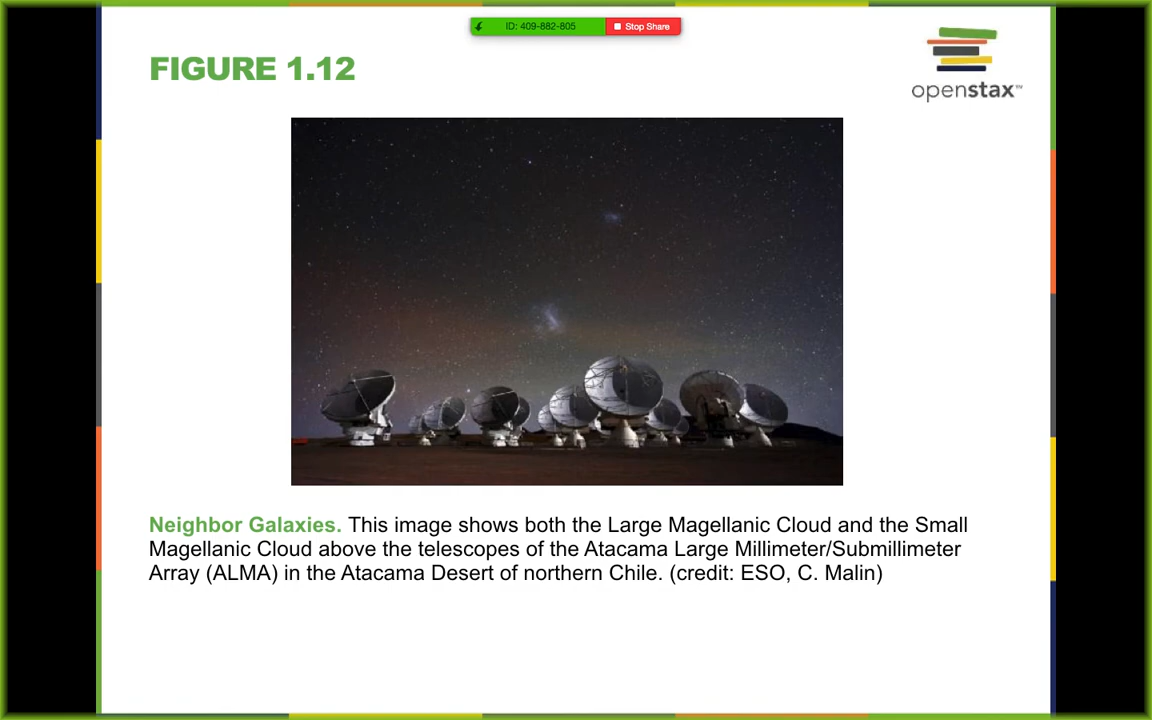 ID: 409-882-805 Stop Share
FIGURE 1.12
openstax™
Neighbor Galaxies. This image shows both the Large Magellanic Cloud and the Small
Magellanic Cloud above the telescopes of the Atacama Large Millimeter/Submillimeter
Array (ALMA) in the Atacama Desert of northern Chile. (credit: ESO, C. Malin)